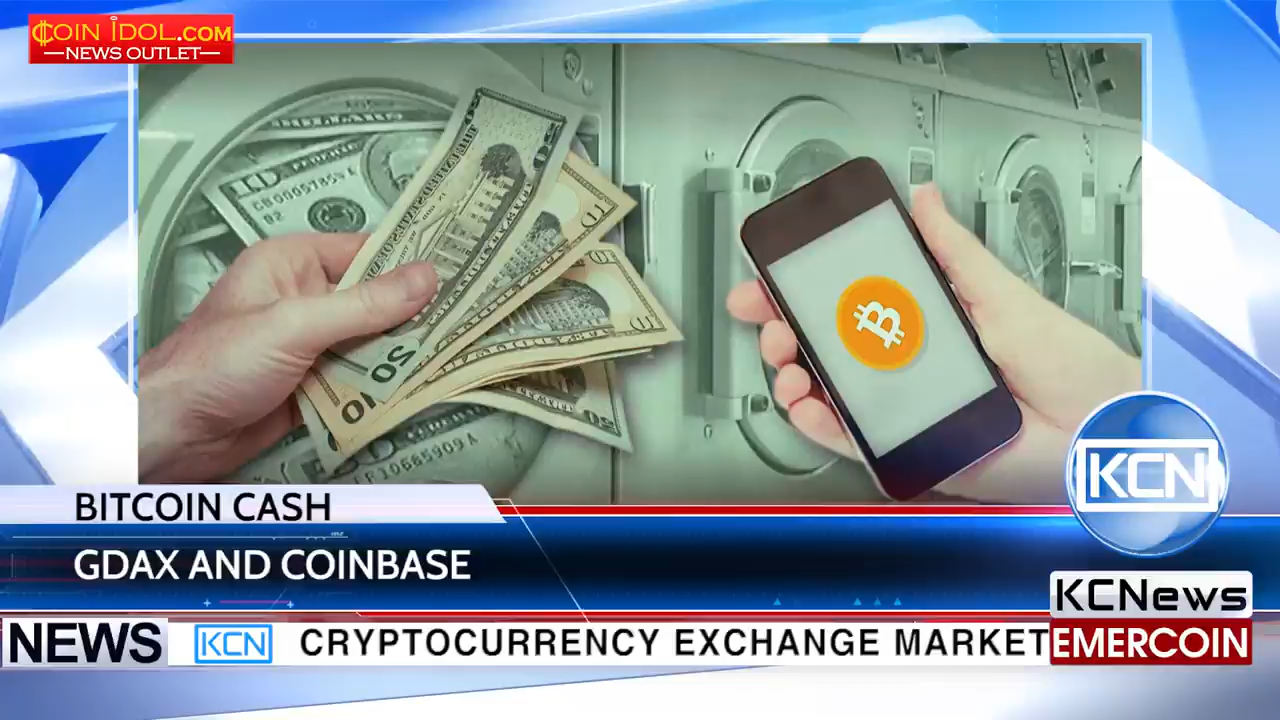 COIN IDOL.COM
NEWS OUTLET
BITCOIN CASH
GDAX AND COINBASE
KCN
KCNews
NEWS
KCN
CRYPTOCURRENCY EXCHANGE MARKET
EMERCOIN